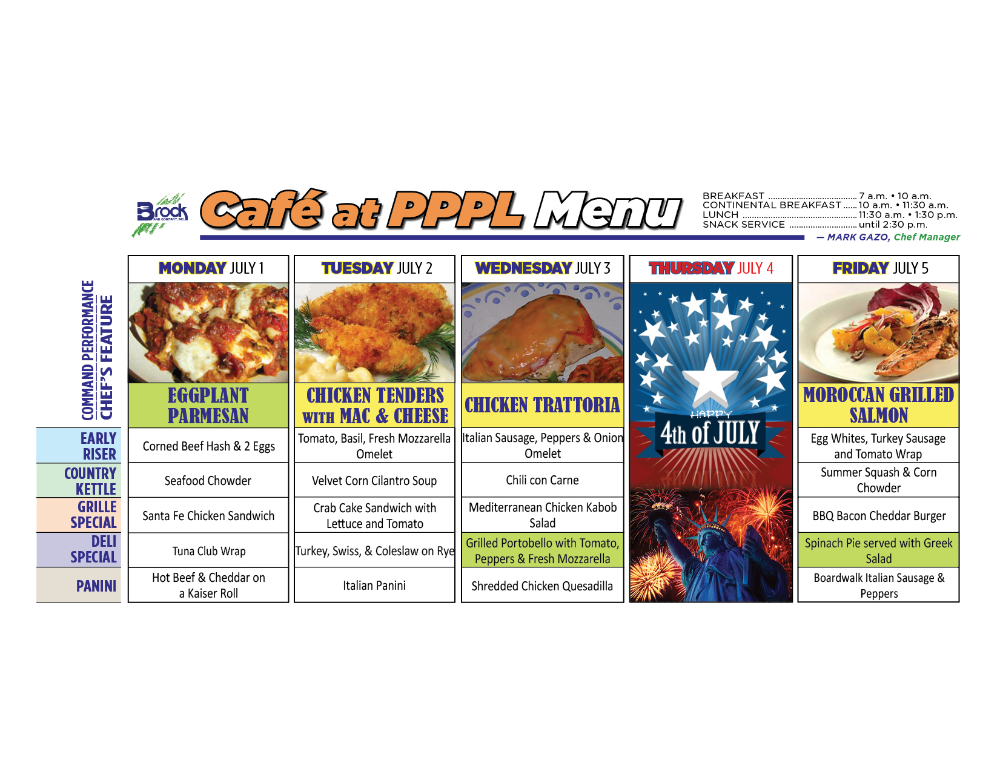 Brock
AND COMPANY, INC.
Café at PPPL Menu
BREAKFAST ...................................... 7 a.m. • 10 a.m.
CONTINENTAL BREAKFAST ...... 10 a.m. • 11:30 a.m.
LUNCH ................................................. 11:30 a.m. • 1:30 p.m.
SNACK SERVICE ............................. until 2:30 p.m.
— MARK GAZO, Chef Manager
COMMAND PERFORMANCE
CHEF'S FEATURE
MONDAY JULY 1
TUESDAY JULY 2
WEDNESDAY JULY 3
THURSDAY JULY 4
FRIDAY JULY 5
EGGPLANT
PARMESAN
CHICKEN TENDERS
WITH MAC & CHEESE
CHICKEN TRATTORIA
HAPPY
4th of JULY
MOROCCAN GRILLED
SALMON
EARLY
RISER
Corned Beef Hash & 2 Eggs
Tomato, Basil, Fresh Mozzarella
Omelet
Italian Sausage, Peppers & Onion
Omelet
Egg Whites, Turkey Sausage
and Tomato Wrap
COUNTRY
KETTLE
Seafood Chowder
Velvet Corn Cilantro Soup
Chili con Carne
Summer Squash & Corn
Chowder
GRILLE
SPECIAL
Santa Fe Chicken Sandwich
Crab Cake Sandwich with
Lettuce and Tomato
Mediterranean Chicken Kabob
Salad
BBQ Bacon Cheddar Burger
DELI
SPECIAL
Tuna Club Wrap
Turkey, Swiss, & Coleslaw on Rye
Grilled Portobello with Tomato,
Peppers & Fresh Mozzarella
Spinach Pie served with Greek
Salad
PANINI
Hot Beef & Cheddar on
a Kaiser Roll
Italian Panini
Shredded Chicken Quesadilla
Boardwalk Italian Sausage &
Peppers